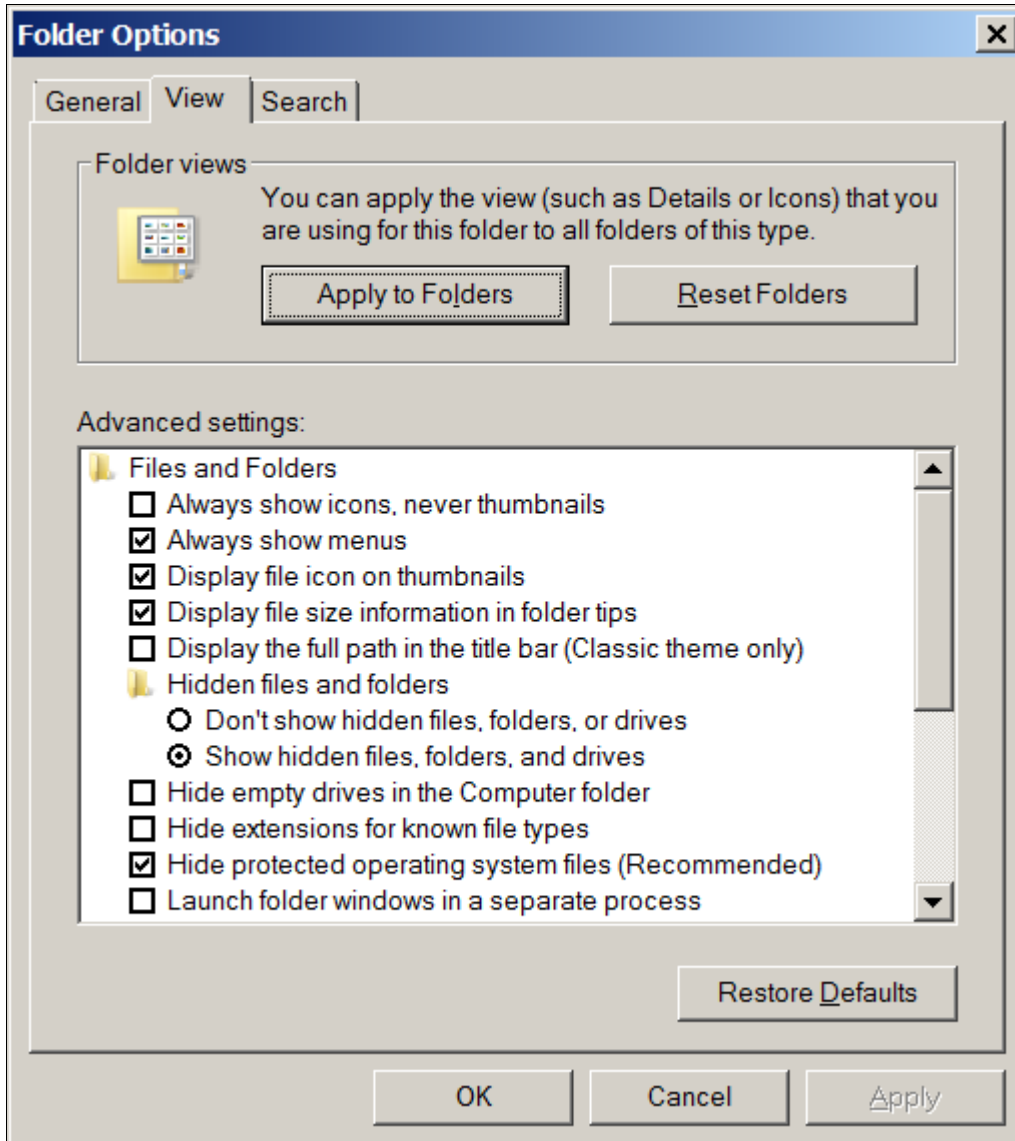 Folder Options
General View Search
Folder views
You can apply the view (such as Details or Icons) that you
are using for this folder to all folders of this type.
Apply to Folders Reset Folders
Advanced settings:
Files and Folders
Always show icons, never thumbnails
Always show menus
Display file icon on thumbnails
Display file size information in folder tips
Display the full path in the title bar (Classic theme only)
Hidden files and folders
Don't show hidden files, folders, or drives
Show hidden files, folders, and drives
Hide empty drives in the Computer folder
Hide extensions for known file types
Hide protected operating system files (Recommended)
Launch folder windows in a separate process
Restore Defaults
OK Cancel Apply